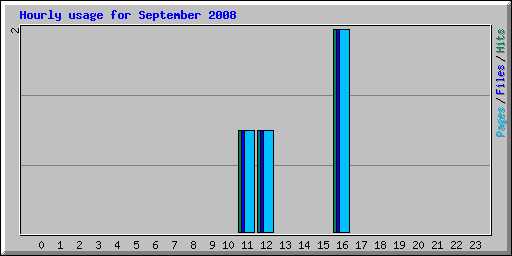 Hourly usage for September 2008
2
Pages/Files/Hits
0 1 2 3 4 5 6 7 8 9 10 11 12 13 14 15 16 17 18 19 20 21 22 23